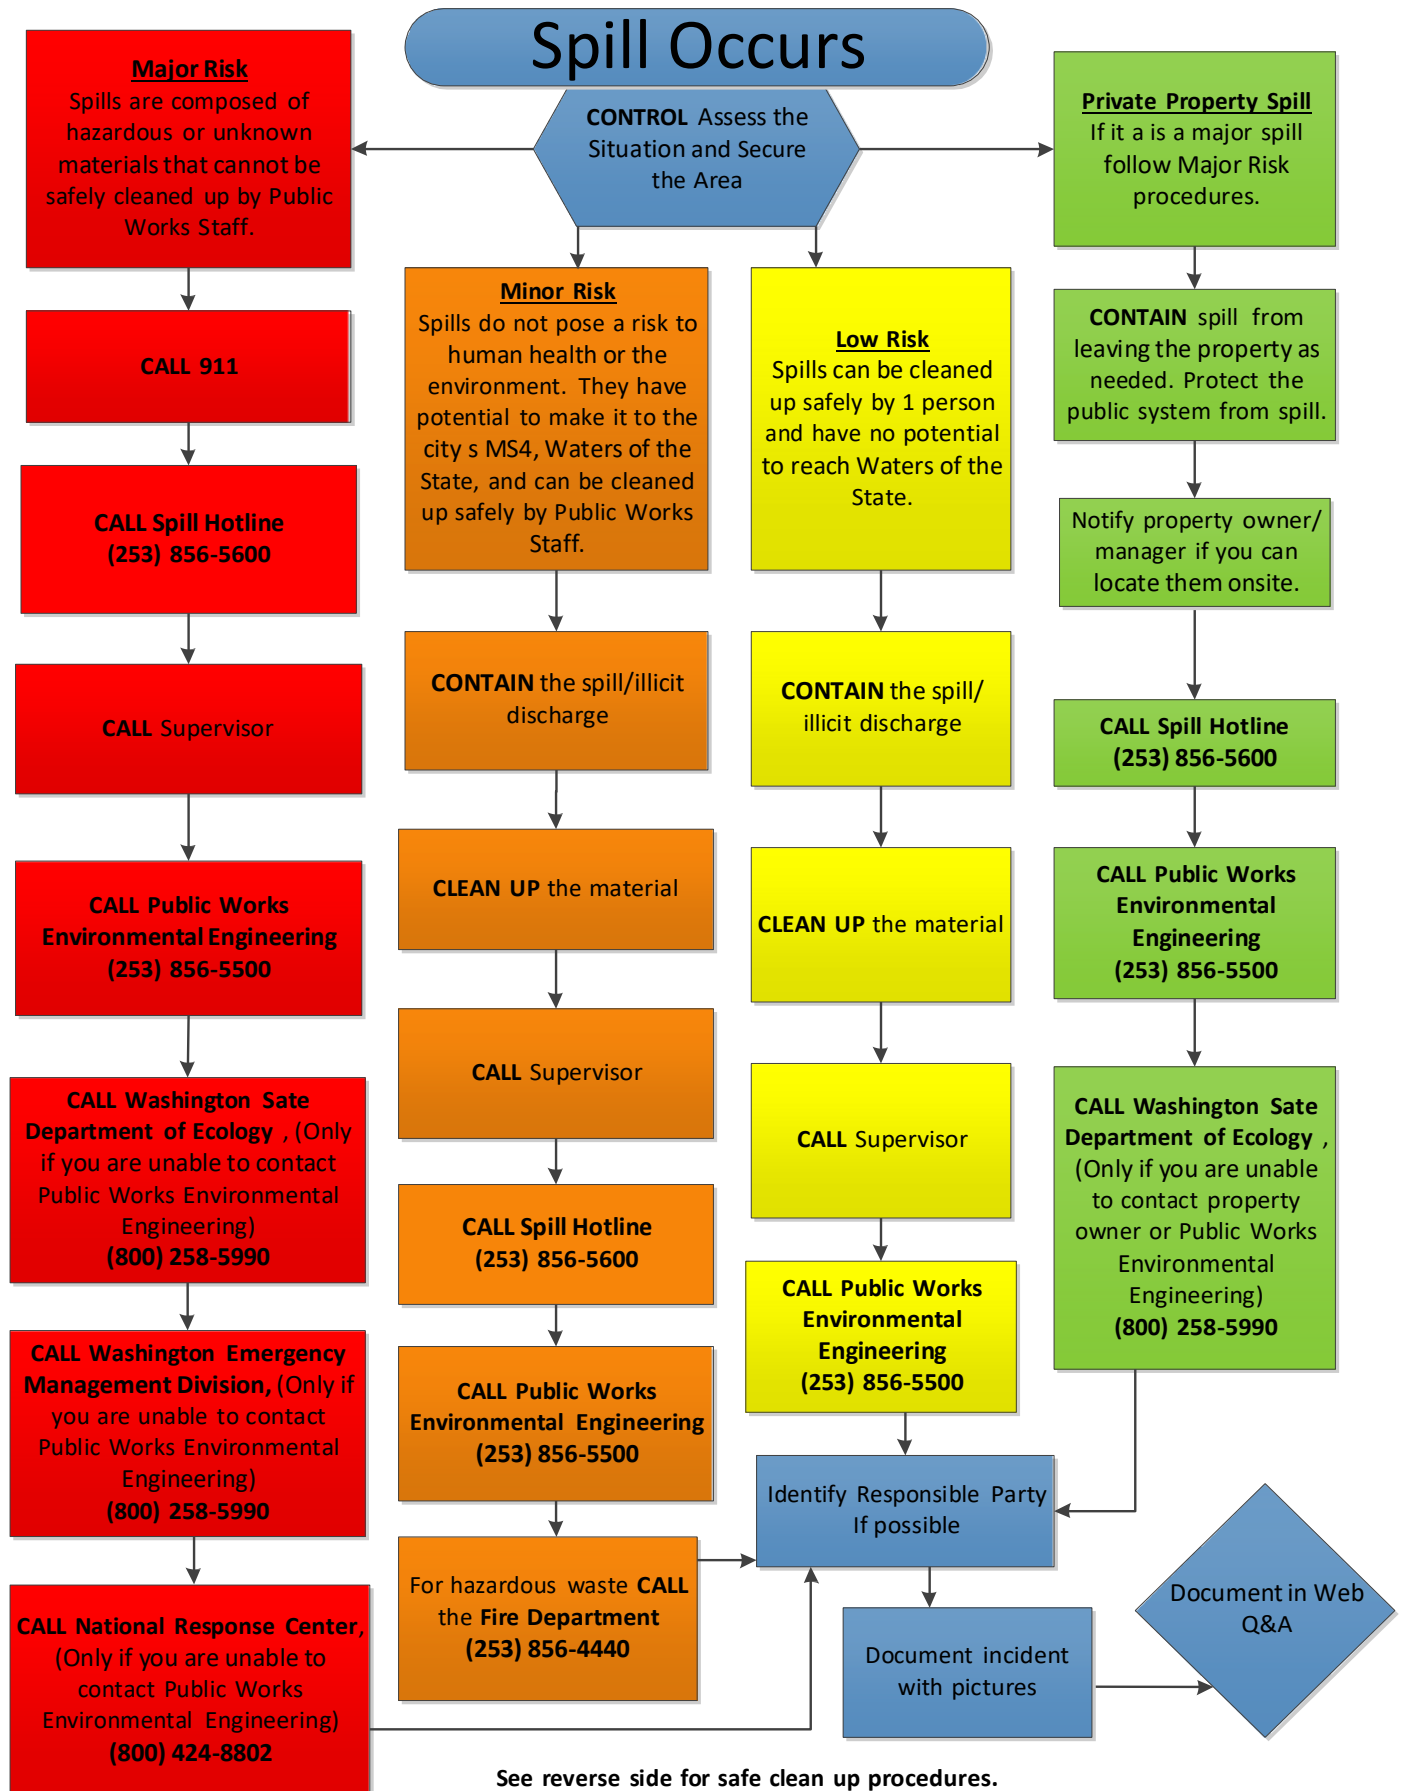 Spill Occurs
CONTROL Assess the
Situation and Secure
the Area
Major Risk
Spills are composed of
hazardous or unknown
materials that cannot be
safely cleaned up by Public
Works Staff.
CALL 911
CALL Spill Hotline
(253) 856-5600
CALL Supervisor
CALL Public Works
Environmental Engineering
(253) 856-5500
CALL Washington Sate
Department of Ecology , (Only
if you are unable to contact
Public Works Environmental
Engineering)
(800) 258-5990
CALL Washington Emergency
Management Division, (Only if
you are unable to contact
Public Works Environmental
Engineering)
(800) 258-5990
CALL National Response Center,
(Only if you are unable to
contact Public Works
Environmental Engineering)
(800) 424-8802
Minor Risk
Spills do not pose a risk to
human health or the
environment. They have
potential to make it to the
city s MS4, Waters of the
State, and can be cleaned
up safely by Public Works
Staff.
CONTAIN the spill/illicit
discharge
CLEAN UP the material
CALL Supervisor
CALL Spill Hotline
(253) 856-5600
CALL Public Works
Environmental Engineering
(253) 856-5500
For hazardous waste CALL
the Fire Department
(253) 856-4440
Low Risk
Spills can be cleaned
up safely by 1 person
and have no potential
to reach Waters of the
State.
CONTAIN the spill/
illicit discharge
CLEAN UP the material
CALL Supervisor
CALL Public Works
Environmental
Engineering
(253) 856-5500
Private Property Spill
If it a is a major spill
follow Major Risk
procedures.
CONTAIN spill from
leaving the property as
needed. Protect the
public system from spill.
Notify property owner/
manager if you can
locate them onsite.
CALL Spill Hotline
(253) 856-5600
CALL Public Works
Environmental
Engineering
(253) 856-5500
CALL Washington Sate
Department of Ecology ,
(Only if you are unable
to contact property
owner or Public Works
Environmental
Engineering)
(800) 258-5990
Identify Responsible Party
If possible
Document incident
with pictures
Document in Web
Q&A
See reverse side for safe clean up procedures.